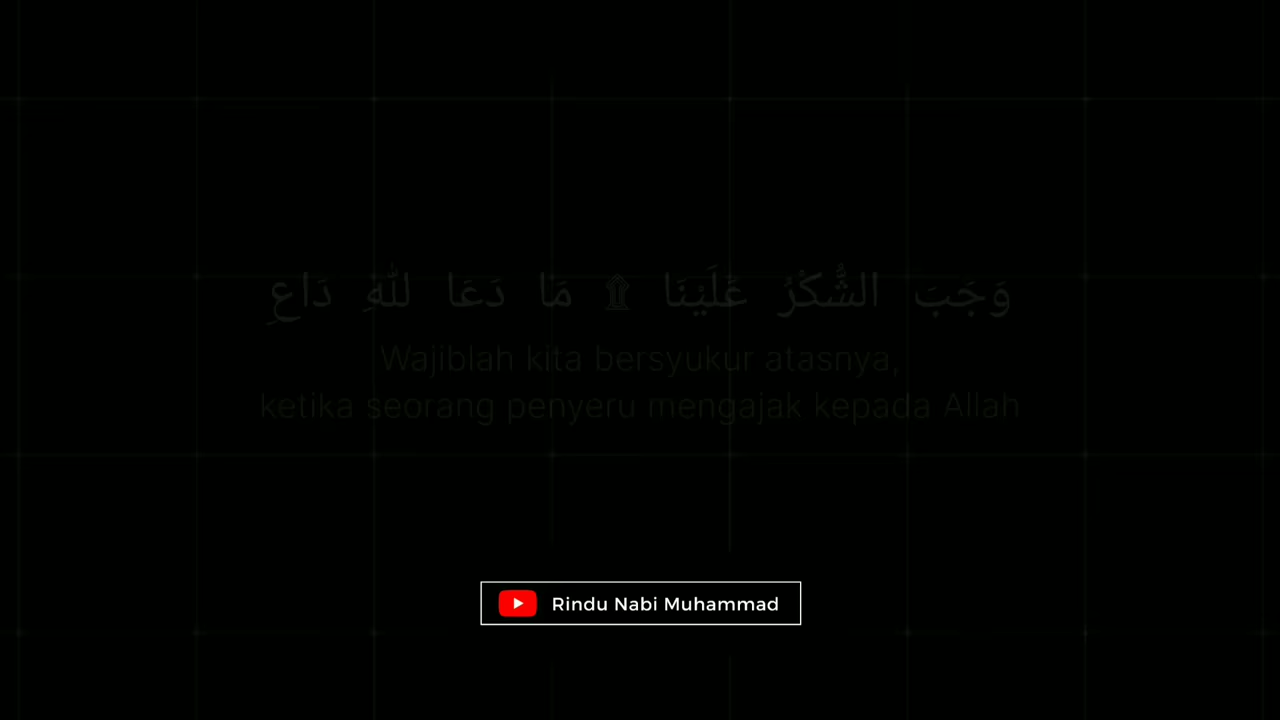 وَجَبَ الشُّكْرُ عَلَيْنَا ۩ مَا دَعَا لِلّٰهِ دَاعِ
Wajiblah kita bersyukur atasnya,
ketika seorang penyeru mengajak kepada Allah
Rindu Nabi Muhammad